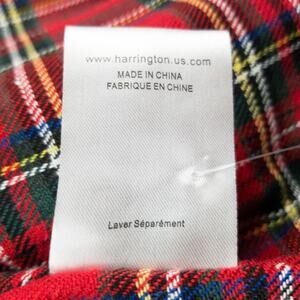 www.harrington.us.com
MADE IN CHINA
FABRIQUE EN CHINE
Laver Séparément